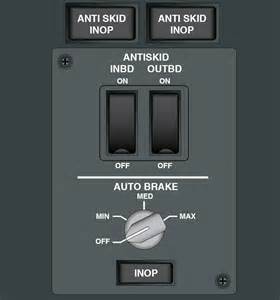 ANTI SKID INOP
ANTI SKID INOP
ANTISKID
INBD OUTBD
ON ON
OFF OFF
AUTO BRAKE
MED
MIN MAX
OFF
INOP